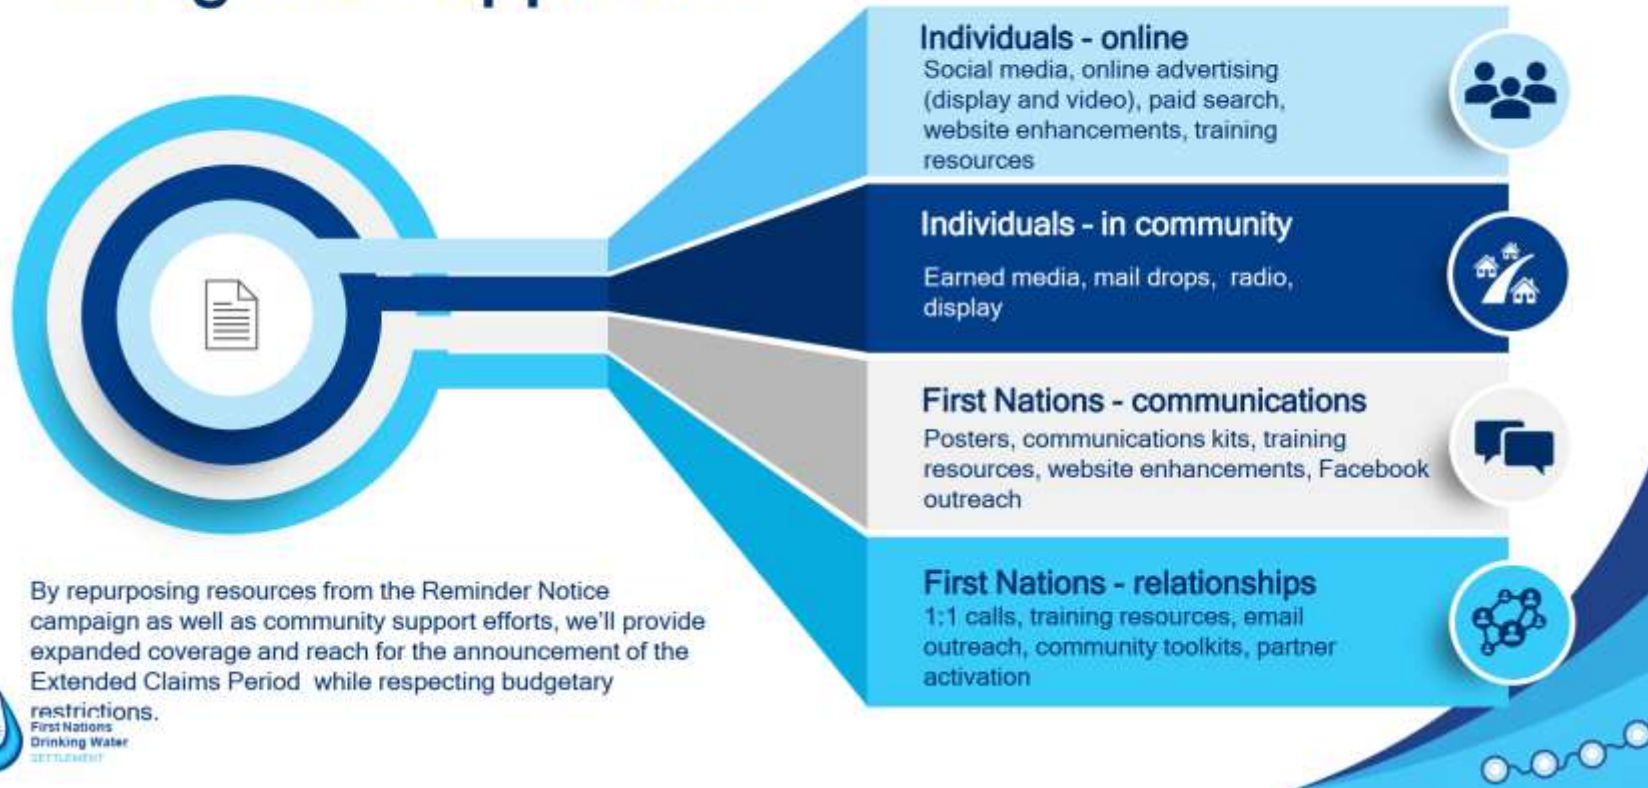 Individuals - online
Social media, online advertising
(display and video), paid search,
website enhancements, training
resources
Individuals - in community
Earned media, mail drops, radio,
display
First Nations - communications
Posters, communications kits, training
resources, website enhancements, Facebook
outreach
First Nations - relationships
1:1 calls, training resources, email
outreach, community toolkits, partner
activation
By repurposing resources from the Reminder Notice
campaign as well as community support efforts, we'll provide
expanded coverage and reach for the announcement of the
Extended Claims Period while respecting budgetary
restrictions.
First Nations
Drinking Water
SETTLEMENT